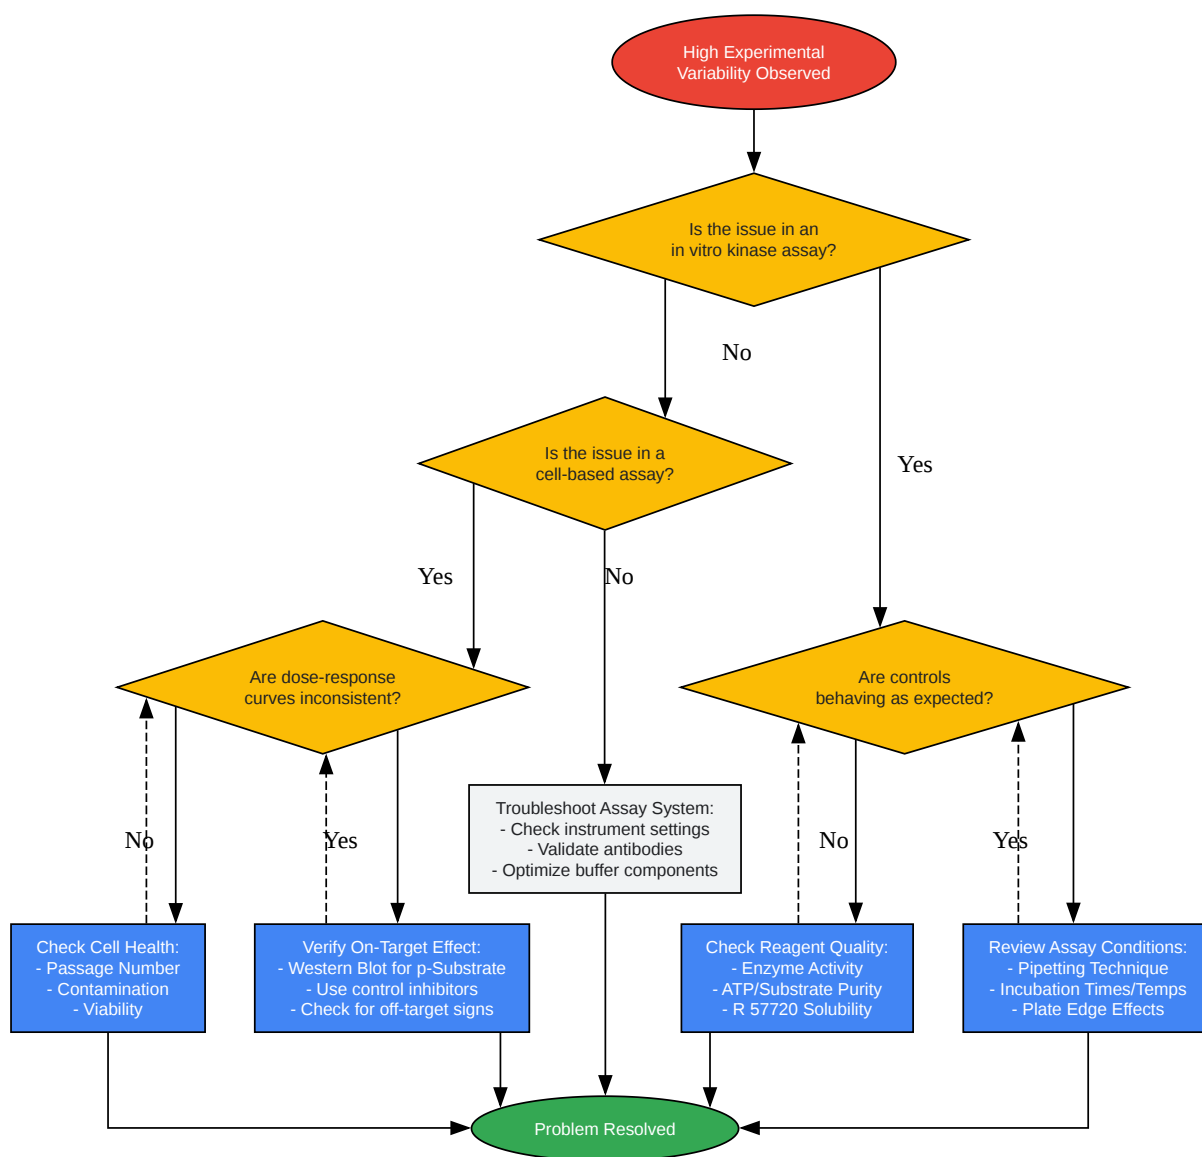 High Experimental
Variability Observed
Is the issue in an
in vitro kinase assay?
No
Is the issue in a
cell-based assay?
Yes
Yes
No
Are dose-response
curves inconsistent?
Are controls
behaving as expected?
Troubleshoot Assay System:
- Check instrument settings
- Validate antibodies
- Optimize buffer components
No
Yes
No
Yes
Check Cell Health:
- Passage Number
- Contamination
- Viability
Verify On-Target Effect:
- Western Blot for p-Substrate
- Use control inhibitors
- Check for off-target signs
Check Reagent Quality:
- Enzyme Activity
- ATP/Substrate Purity
- R 57720 Solubility
Review Assay Conditions:
- Pipetting Technique
- Incubation Times/Temps
- Plate Edge Effects
Problem Resolved